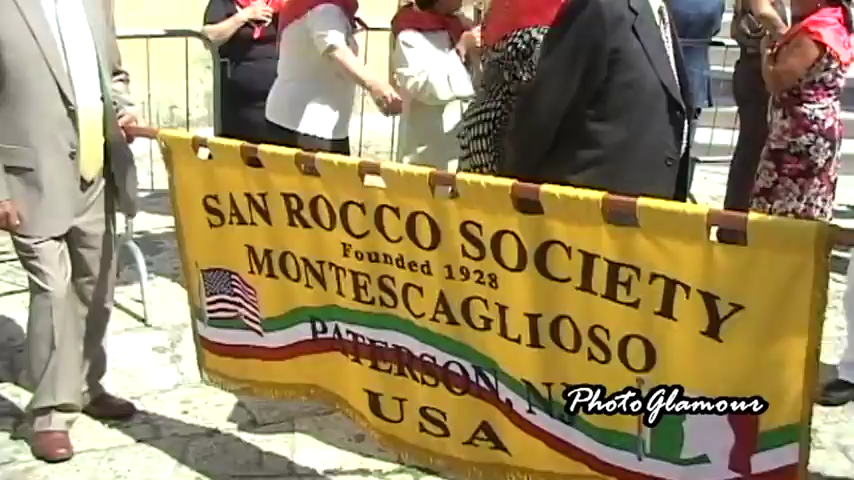 SAN ROCCO SOCIETY
Founded 1928
MONTESCAGLIOSO
PATERSON, NJ
USA
PhotoGlamour